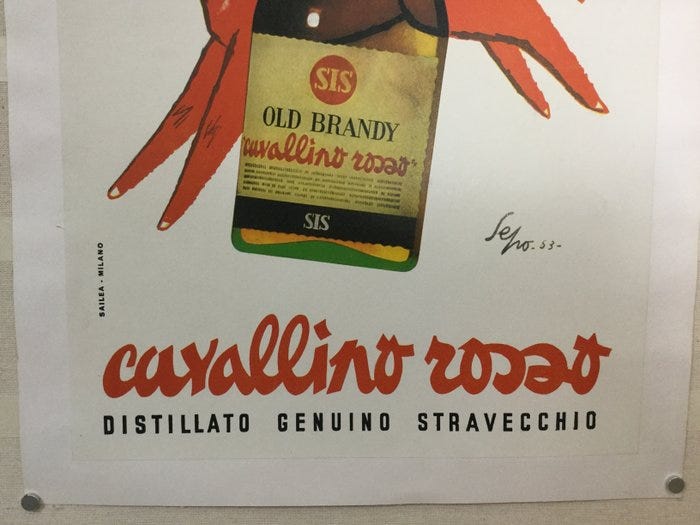 SIS
OLD BRANDY
cavallino rosso
SIS
Sepo -53-
SAILEA - MILANO
cavallino rosso
DISTILLATO GENUINO STRAVECCHIO